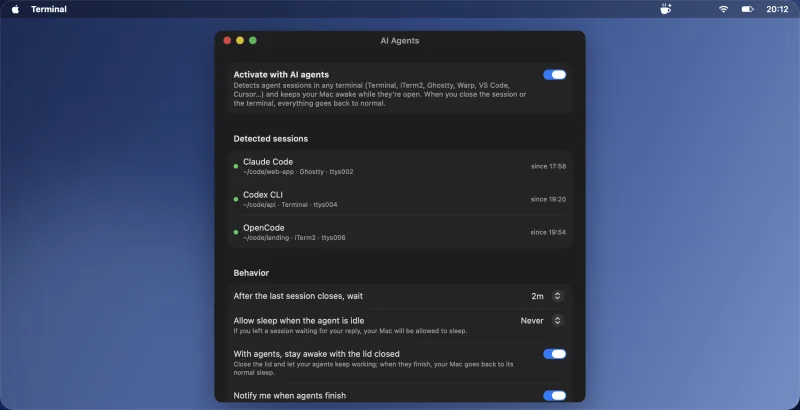 Terminal
20:12
AI Agents
Activate with AI agents
Detects agent sessions in any terminal (Terminal, iTerm2, Ghostty, Warp, VS Code,
Cursor...) and keeps your Mac awake while they're open. When you close the session or
the terminal, everything goes back to normal.
Detected sessions
Claude Code
since 17:58
~/code/web-app · Ghostty · ttys002
Codex CLI
since 19:20
~/code/api · Terminal · ttys004
OpenCode
since 19:54
~/code/landing · iTerm2 · ttys006
Behavior
After the last session closes, wait 2m
Allow sleep when the agent is idle Never
If you left a session waiting for your reply, your Mac will be allowed to sleep.
With agents, stay awake with the lid closed
Close the lid and let your agents keep working; when they finish, your Mac goes back to its
normal sleep.
Notify me when agents finish